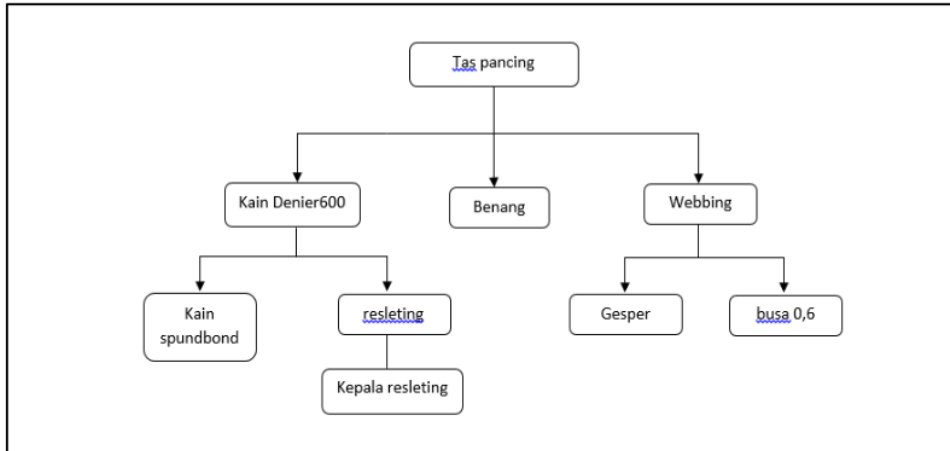 Tas pancing
Kain Denier600
Benang
Webbing
Kain
spundbond
resleting
Gesper
busa 0,6
Kepala resleting